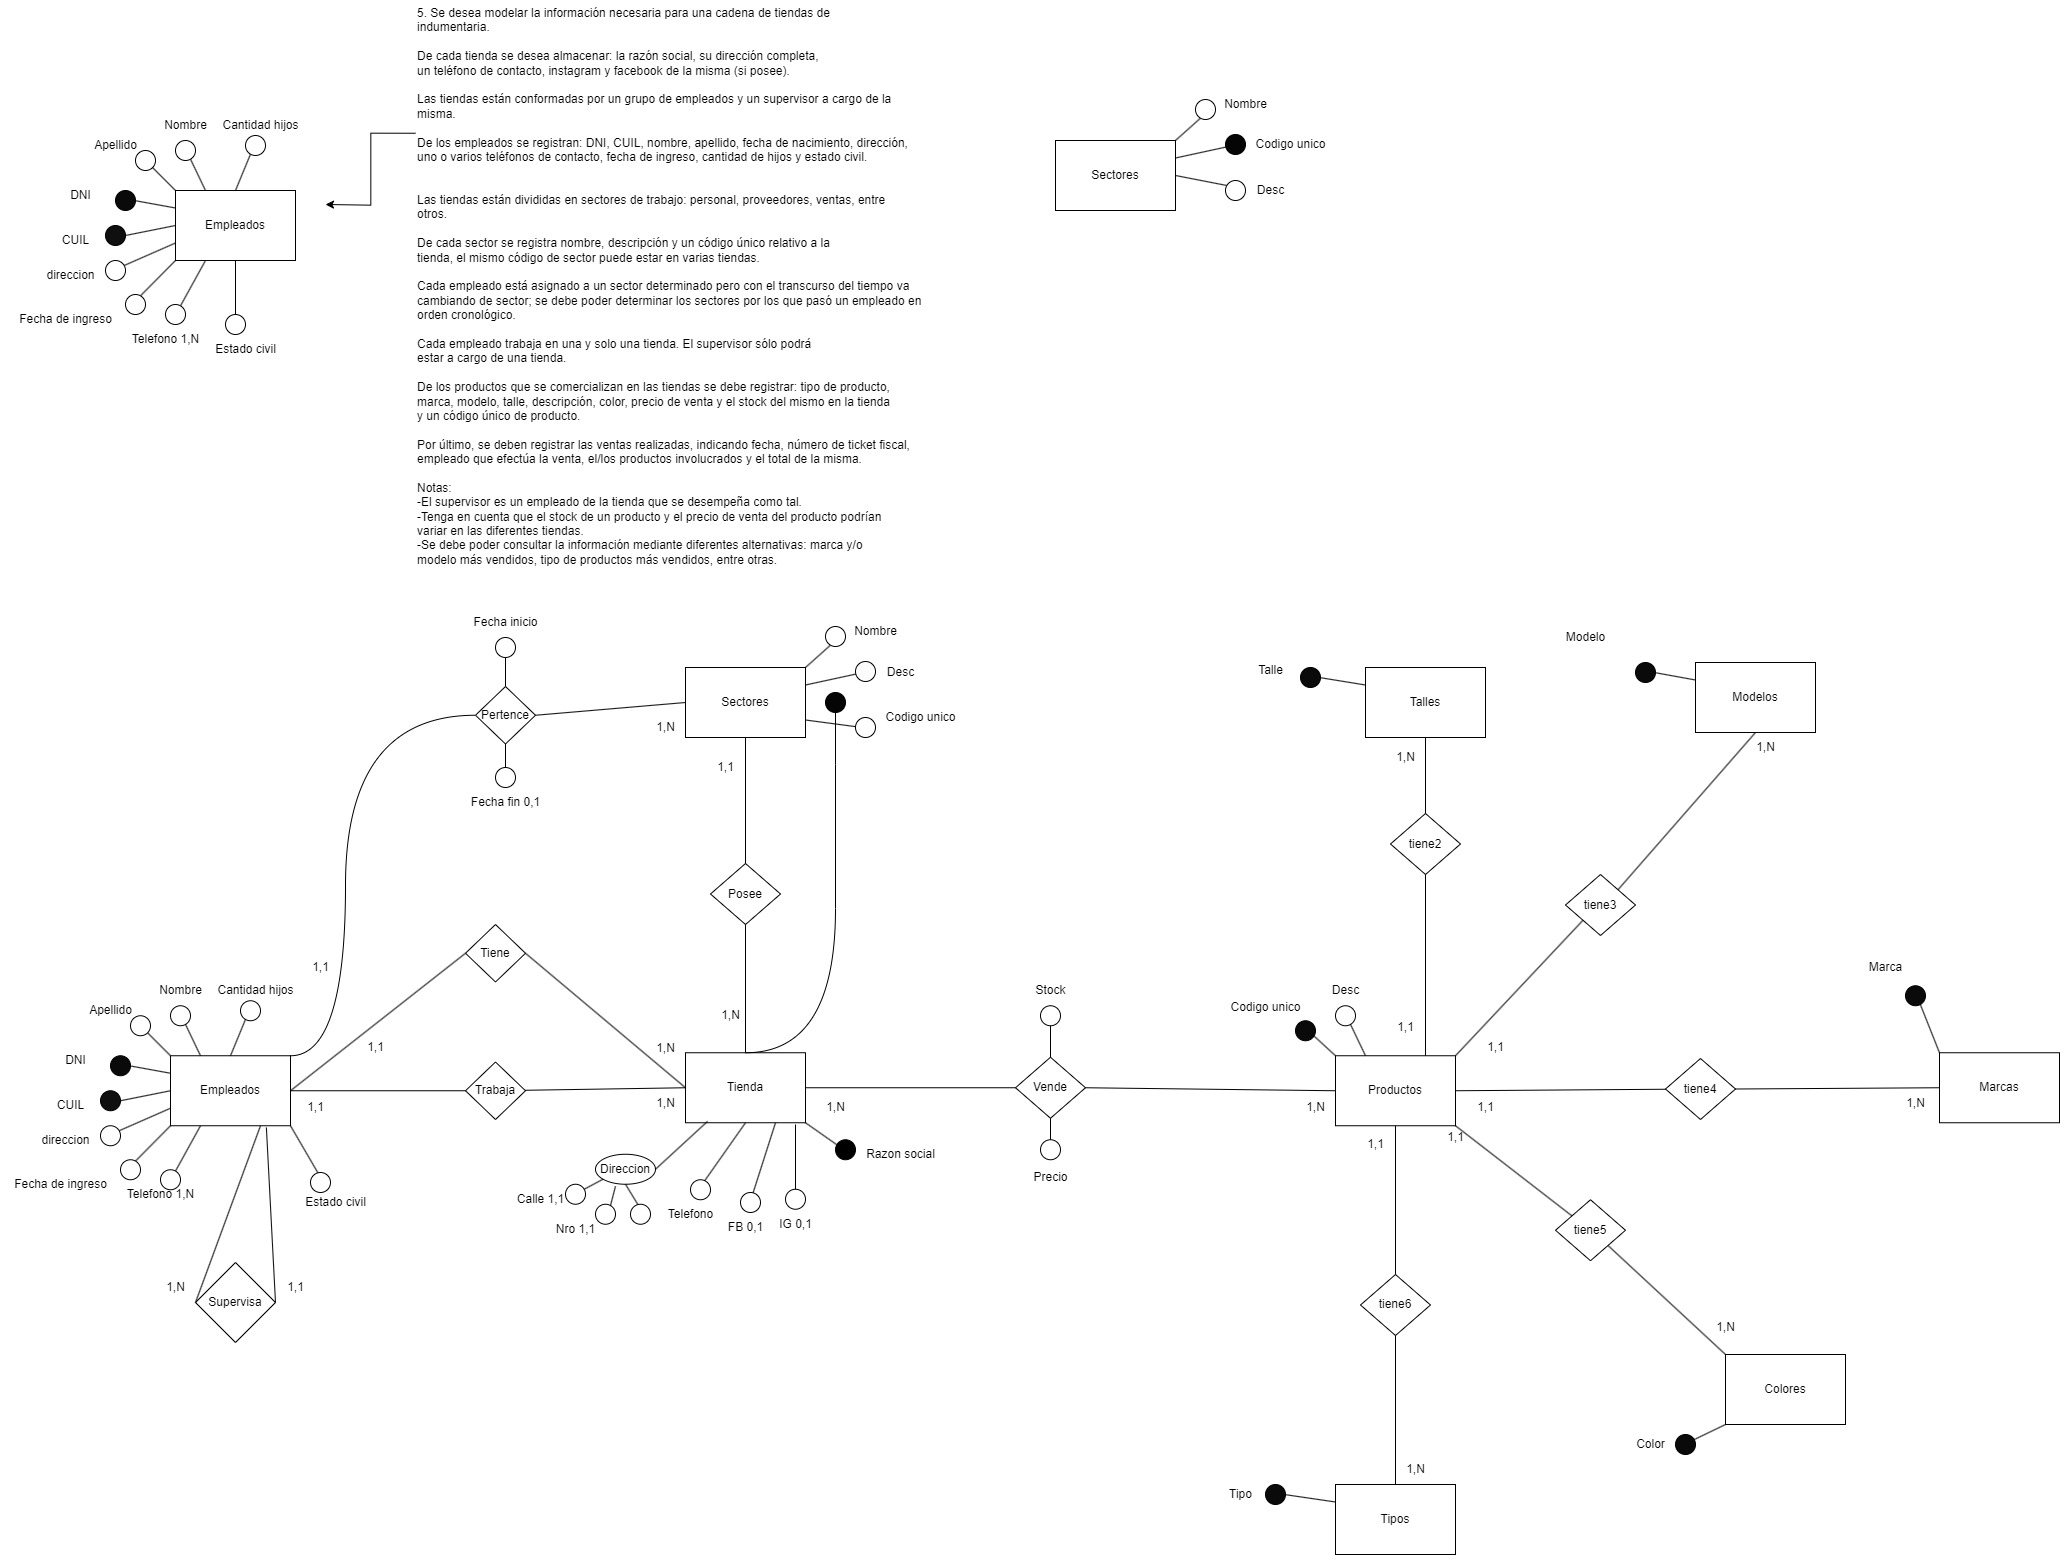 5. Se desea modelar la información necesaria para una cadena de tiendas de
indumentaria.
De cada tienda se desea almacenar: la razón social, su dirección completa,
un teléfono de contacto, instagram y facebook de la misma (si posee).
Las tiendas están conformadas por un grupo de empleados y un supervisor a cargo de la
misma.
De los empleados se registran: DNI, CUIL, nombre, apellido, fecha de nacimiento, dirección,
uno o varios teléfonos de contacto, fecha de ingreso, cantidad de hijos y estado civil.
Las tiendas están divididas en sectores de trabajo: personal, proveedores, ventas, entre
otros.
De cada sector se registra nombre, descripción y un código único relativo a la
tienda, el mismo código de sector puede estar en varias tiendas.
Cada empleado está asignado a un sector determinado pero con el transcurso del tiempo va
cambiando de sector; se debe poder determinar los sectores por los que pasó un empleado en
orden cronológico.
Cada empleado trabaja en una y solo una tienda. El supervisor sólo podrá
estar a cargo de una tienda.
De los productos que se comercializan en las tiendas se debe registrar: tipo de producto,
marca, modelo, talle, descripción, color, precio de venta y el stock del mismo en la tienda
y un código único de producto.
Por último, se deben registrar las ventas realizadas, indicando fecha, número de ticket fiscal,
empleado que efectúa la venta, el/los productos involucrados y el total de la misma.
Notas:
-El supervisor es un empleado de la tienda que se desempeña como tal.
-Tenga en cuenta que el stock de un producto y el precio de venta del producto podrían
variar en las diferentes tiendas.
-Se debe poder consultar la información mediante diferentes alternativas: marca y/o
modelo más vendidos, tipo de productos más vendidos, entre otras.
Nombre
Cantidad hijos
Apellido
DNI
CUIL
direccion
Fecha de ingreso
Telefono 1,N
Estado civil
Empleados
Nombre
Codigo unico
Desc
Sectores
Fecha inicio
Pertence
Fecha fin 0,1
1,N
1,1
Sectores
Nombre
Desc
Codigo unico
1,1
Posee
1,N
Tiene
1,1
1,N
Nombre
Cantidad hijos
Apellido
DNI
CUIL
direccion
Fecha de ingreso
Telefono 1,N
Estado civil
Empleados
1,1
Trabaja
1,N
1,N
Supervisa
1,1
Tienda
Direccion
Calle 1,1
Nro 1,1
Telefono
FB 0,1
IG 0,1
Razon social
1,N
Stock
Vende
Precio
1,N
Codigo unico
Desc
Productos
Talle
Talles
1,N
tiene2
1,1
Modelo
Modelos
1,N
tiene3
1,1
Marca
Marcas
1,N
tiene4
1,1
1,1
tiene5
1,N
Colores
Color
1,1
tiene6
1,N
Tipo
Tipos